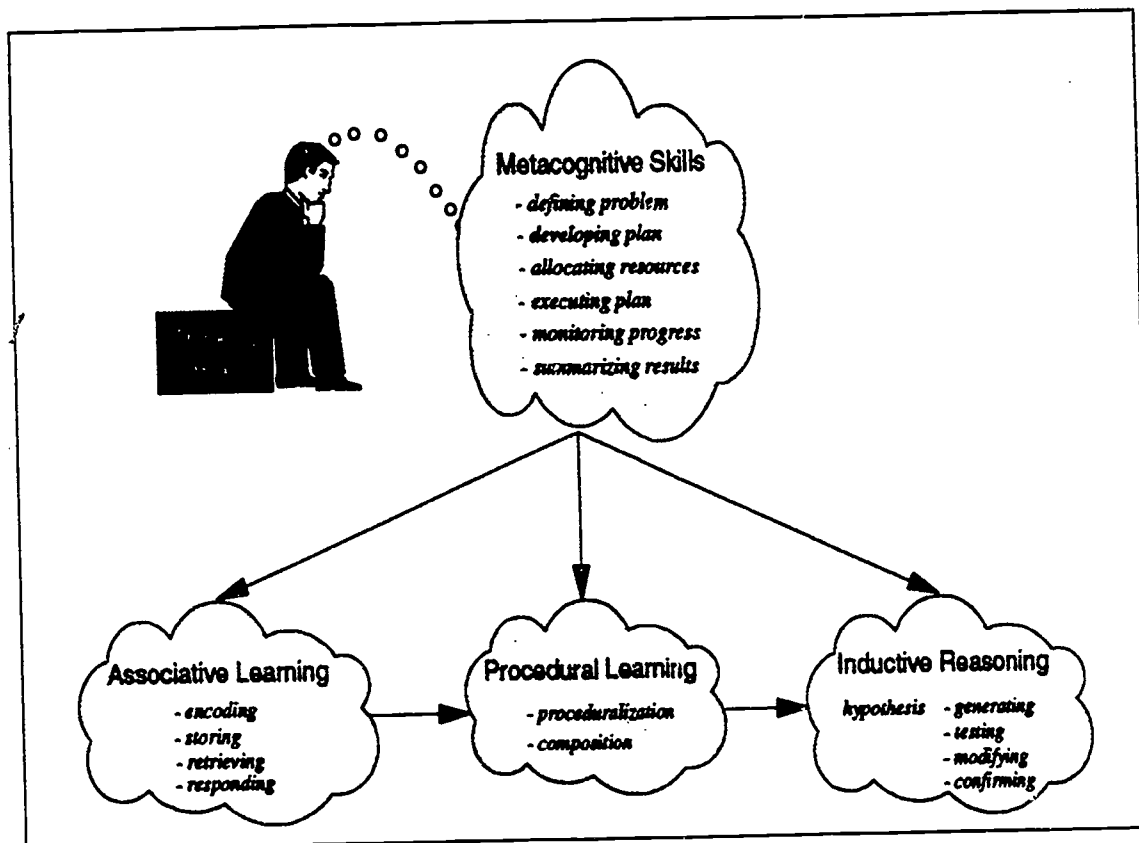 Metacognitive Skills
- defining problem
- developing plan
- allocating resources
- executing plan
- monitoring progress
- summarizing results
Associative Learning
- encoding
- storing
- retrieving
- responding
Procedural Learning
- proceduralization
- composition
Inductive Reasoning
hypothesis - generating
- testing
- modifying
- confirming